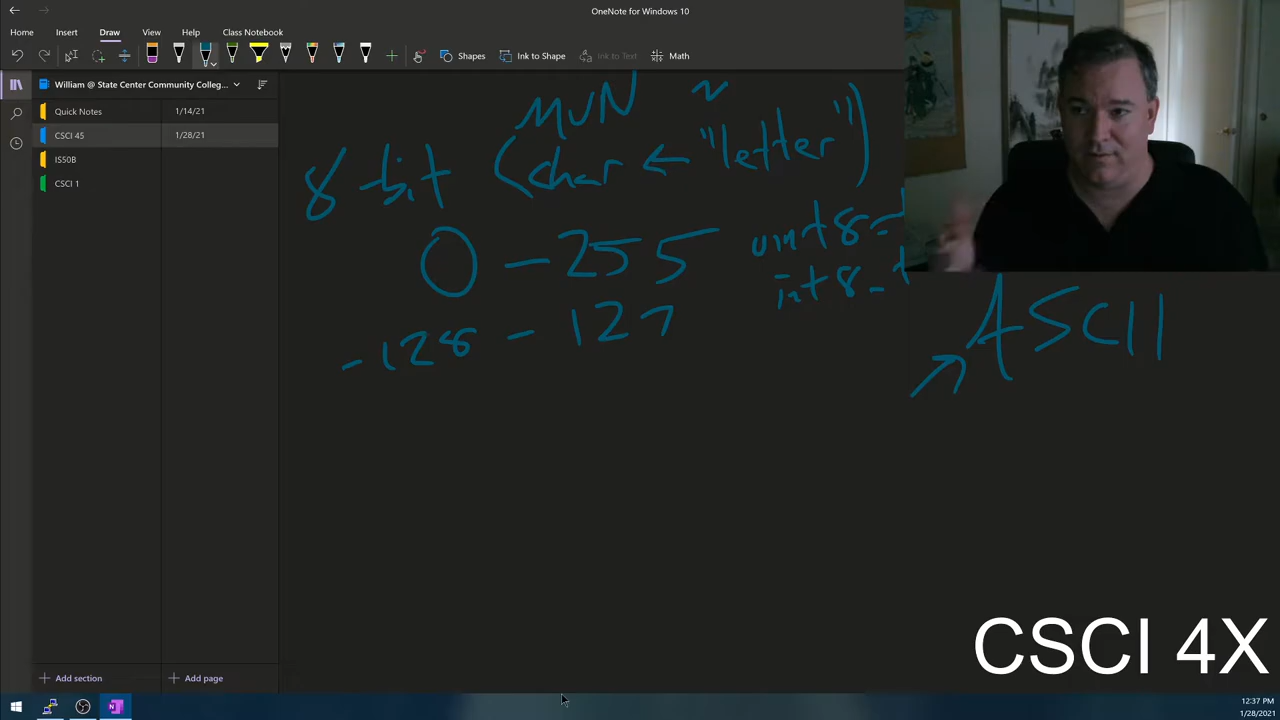 OneNote for Windows 10
Home Insert Draw View Help Class Notebook
Shapes Ink to Shape Ink to Text Math
William @ State Center Community Colleg...
Quick Notes 1/14/21
CSCI 45 1/28/21
IS50B
CSCI 1
MVN ~
8-bit (char ← "letter")
0 - 255 uint8_t
-128 - 127 int8_t
ASCII
CSCI 4X
Add section Add page
12:37 PM
1/28/2021